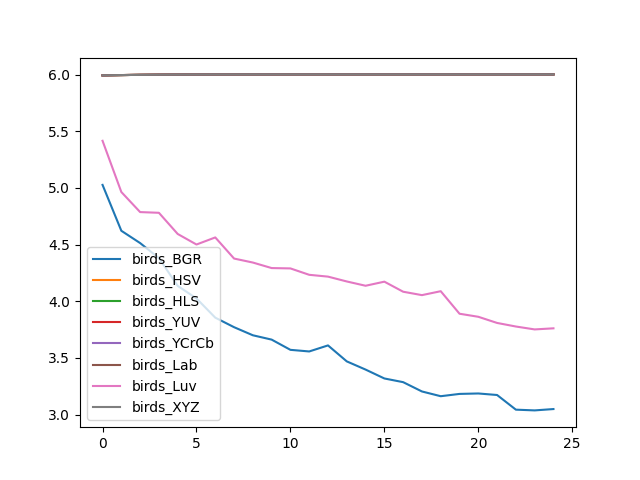 6.0
5.5
5.0
4.5
4.0
3.5
3.0
birds_BGR
birds_HSV
birds_HLS
birds_YUV
birds_YCrCb
birds_Lab
birds_Luv
birds_XYZ
0 5 10 15 20 25